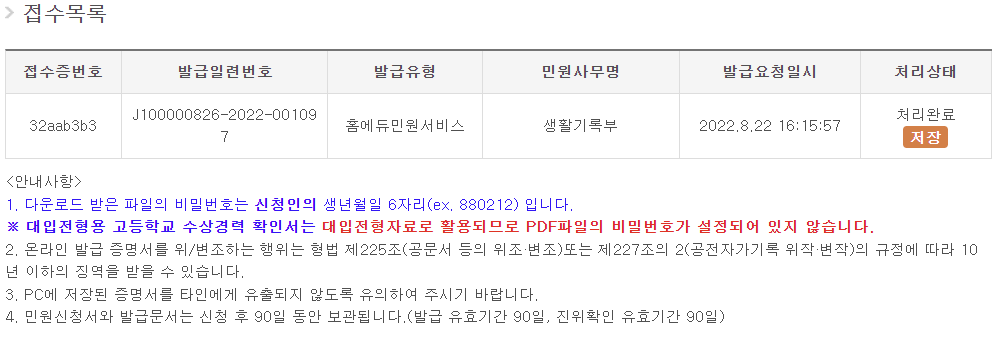 접수목록
접수증번호 발급일련번호 발급유형 민원사무명 발급요청일시 처리상태
32aab3b3 J100000826-2022-001097 홈에듀민원서비스 생활기록부 2022.8.22 16:15:57 처리완료
저장
<안내사항>
1. 다운로드 받은 파일의 비밀번호는 신청인의 생년월일 6자리(ex. 880212) 입니다.
※ 대입전형용 고등학교 수상경력 확인서는 대입전형자료로 활용되므로 PDF파일의 비밀번호가 설정되어 있지 않습니다.
2. 온라인 발급 증명서를 위/변조하는 행위는 형법 제225조(공문서 등의 위조·변조)또는 제227조의 2(공전자기록 위작·변작)의 규정에 따라 10
년 이하의 징역을 받을 수 있습니다.
3. PC에 저장된 증명서를 타인에게 유출되지 않도록 유의하여 주시기 바랍니다.
4. 민원신청서와 발급문서는 신청 후 90일 동안 보관됩니다.(발급 유효기간 90일, 진위확인 유효기간 90일)